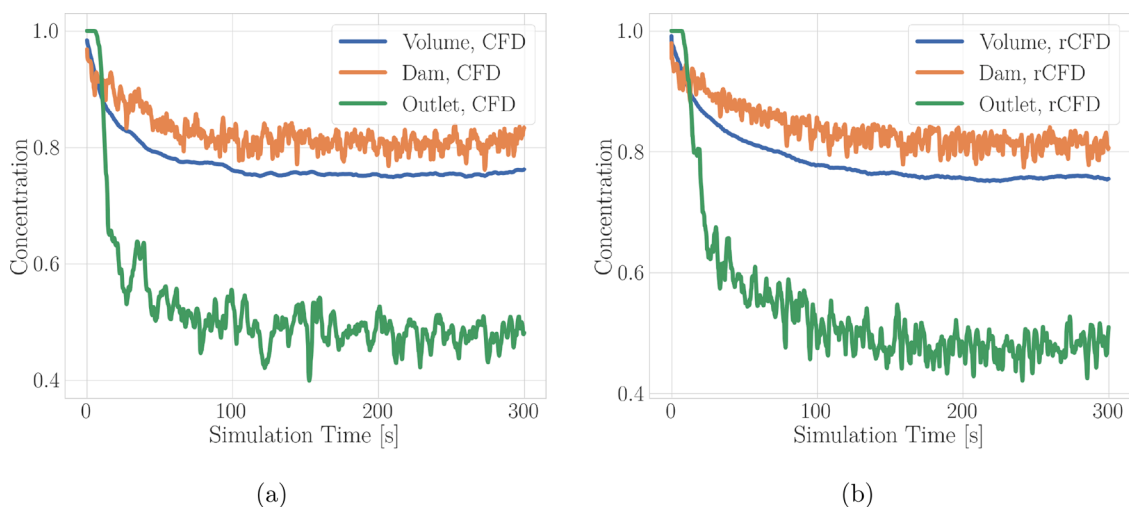 1.0
0.8
0.6
0.4
Concentration
Volume, CFD
Dam, CFD
Outlet, CFD
0
100
200
300
Simulation Time [s]
(a)
1.0
0.8
0.6
0.4
Concentration
Volume, rCFD
Dam, rCFD
Outlet, rCFD
0
100
200
300
Simulation Time [s]
(b)